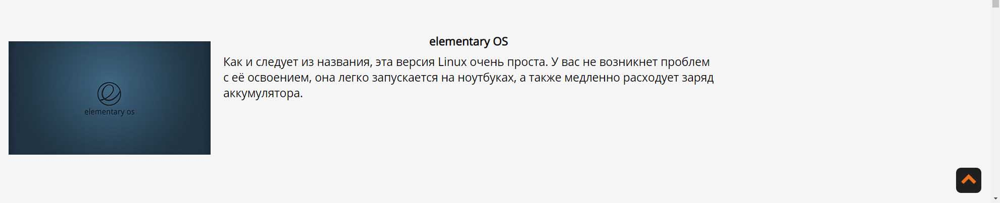 elementary OS
Как и следует из названия, эта версия Linux очень проста. У вас не возникнет проблем
с её освоением, она легко запускается на ноутбуках, а также медленно расходует заряд
аккумулятора.
elementary os